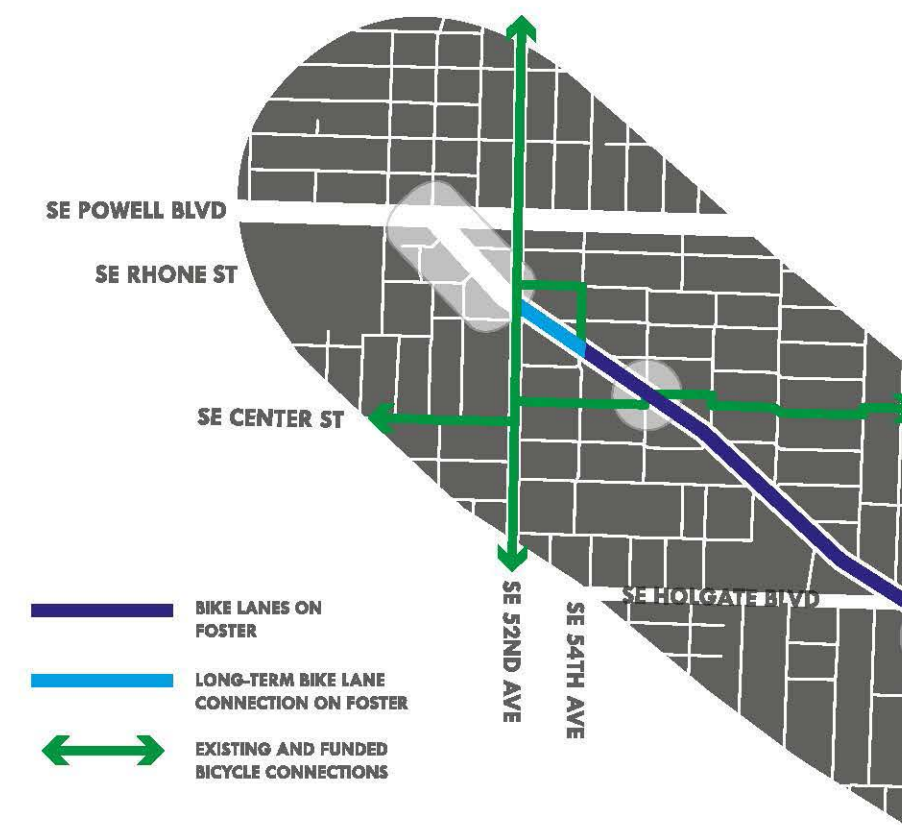 SE POWELL BLVD
SE RHONE ST
SE CENTER ST
SE HOLGATE BLVD
SE 52ND AVE
SE 54TH AVE
BIKE LANES ON
FOSTER
LONG-TERM BIKE LANE
CONNECTION ON FOSTER
EXISTING AND FUNDED
BICYCLE CONNECTIONS